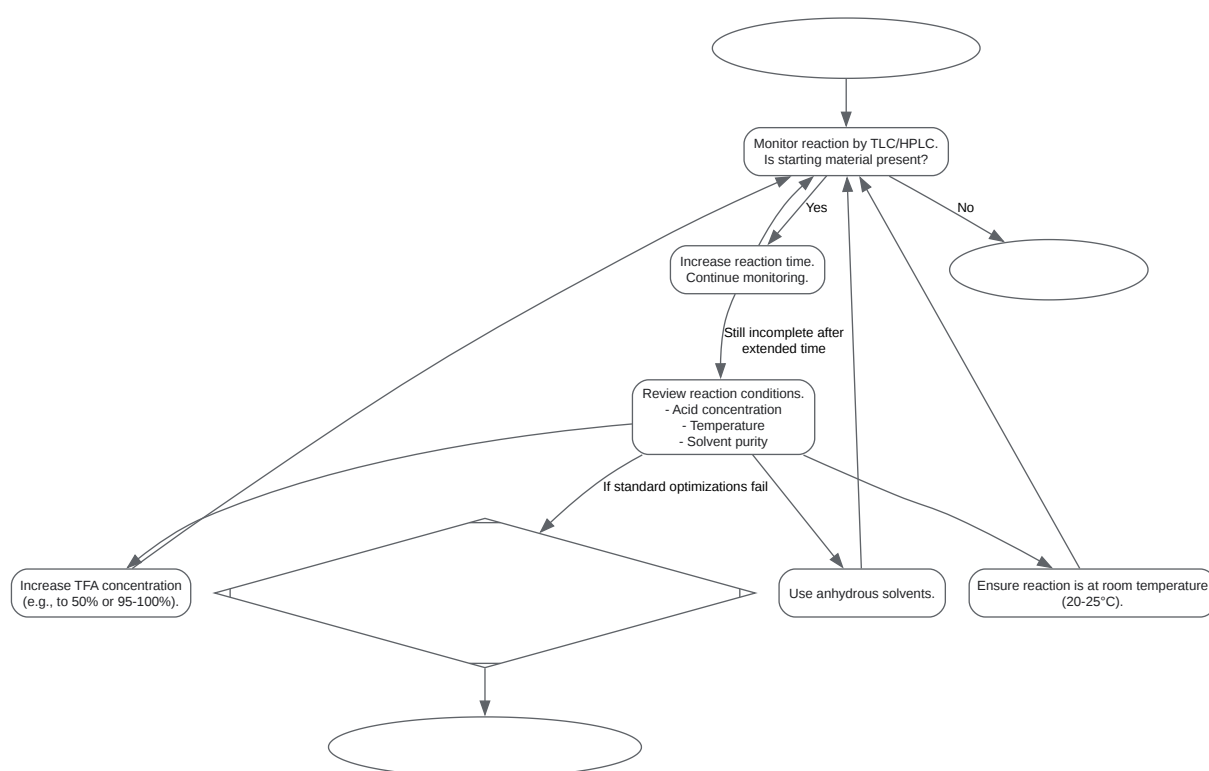 Monitor reaction by TLC/HPLC.
Is starting material present?
Yes
No
Increase reaction time.
Continue monitoring.
Still incomplete after
extended time
Review reaction conditions.
- Acid concentration
- Temperature
- Solvent purity
If standard optimizations fail
Increase TFA concentration
(e.g., to 50% or 95-100%).
Use anhydrous solvents.
Ensure reaction is at room temperature
(20-25°C).